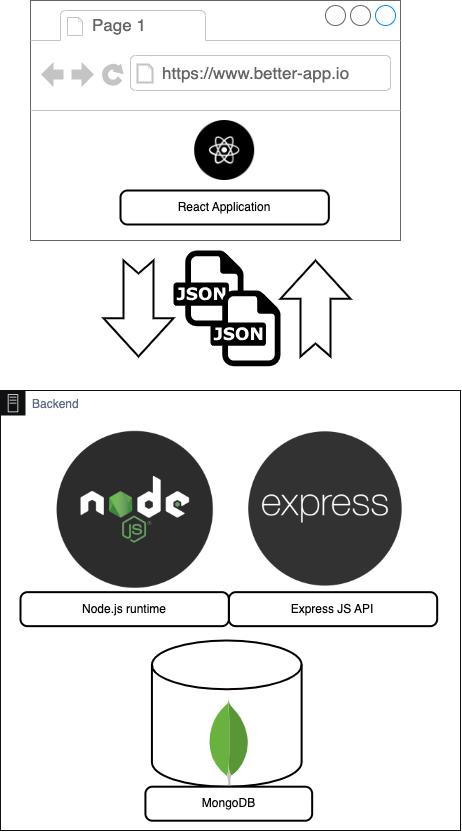 Page 1
https://www.better-app.io
React Application
JSON
JSON
Backend
node
JS
express
Node.js runtime
Express JS API
MongoDB